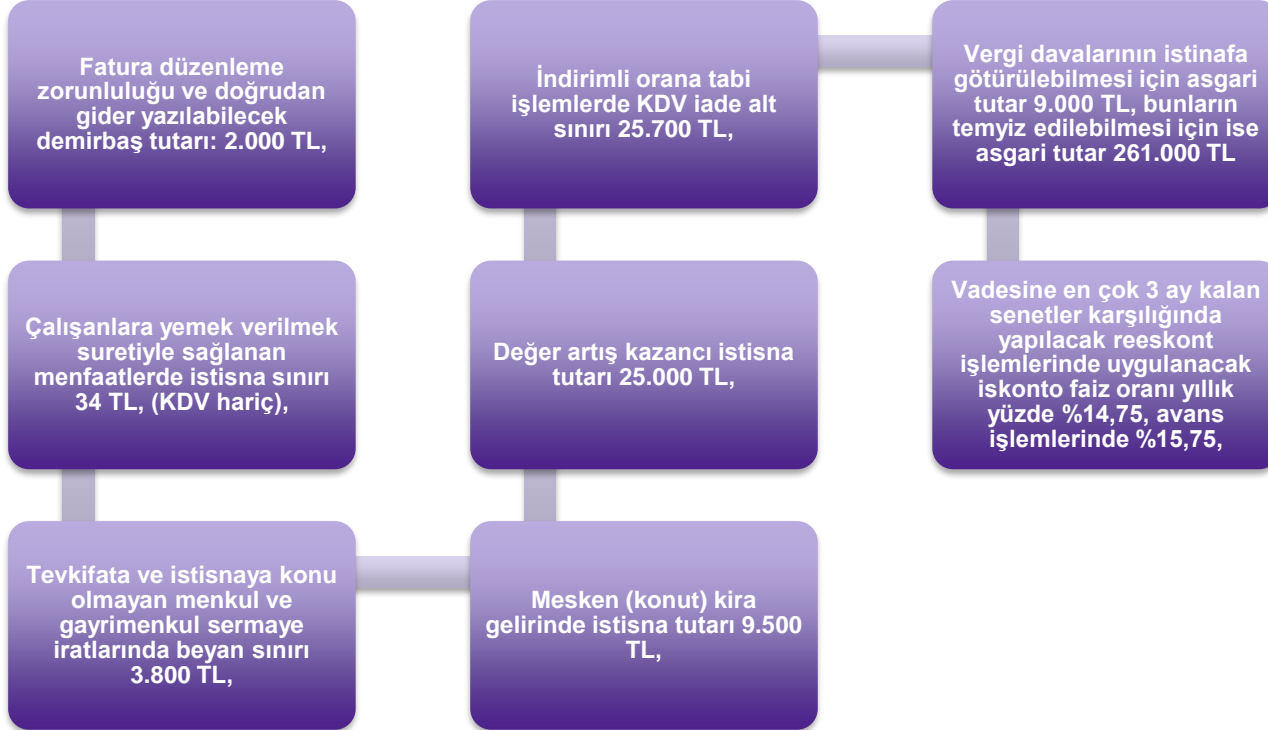 Fatura düzenleme
zorunluluğu ve doğrudan
gider yazılabilecek
demirbaş tutarı: 2.000 TL,
Çalışanlara yemek verilmek
suretiyle sağlanan
menfaatlerde istisna sınırı
34 TL, (KDV hariç),
Tevkifata ve istisnaya konu
olmayan menkul ve
gayrimenkul sermaye
iratlarında beyan sınırı
3.800 TL,
Mesken (konut) kira
gelirinde istisna tutarı 9.500
TL,
Değer artış kazancı istisna
tutarı 25.000 TL,
İndirimli orana tabi
işlemlerde KDV iade alt
sınırı 25.700 TL,
Vergi davalarının istinafa
götürülebilmesi için asgari
tutar 9.000 TL, bunların
temyiz edilebilmesi için ise
asgari tutar 261.000 TL
Vadesine en çok 3 ay kalan
senetler karşılığında
yapılacak reeskont
işlemlerinde uygulanacak
iskonto faiz oranı yıllık
yüzde %14,75, avans
işlemlerinde %15,75,